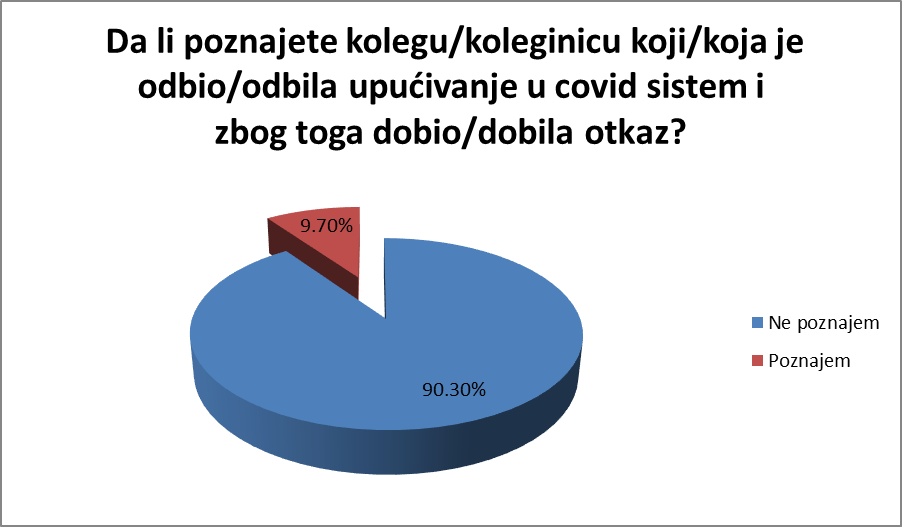 Da li poznajete kolegu/koleginicu koji/koja je
odbio/odbila upućivanje u covid sistem i
zbog toga dobio/dobila otkaz?
9.70%
90.30%
Ne poznajem
Poznajem